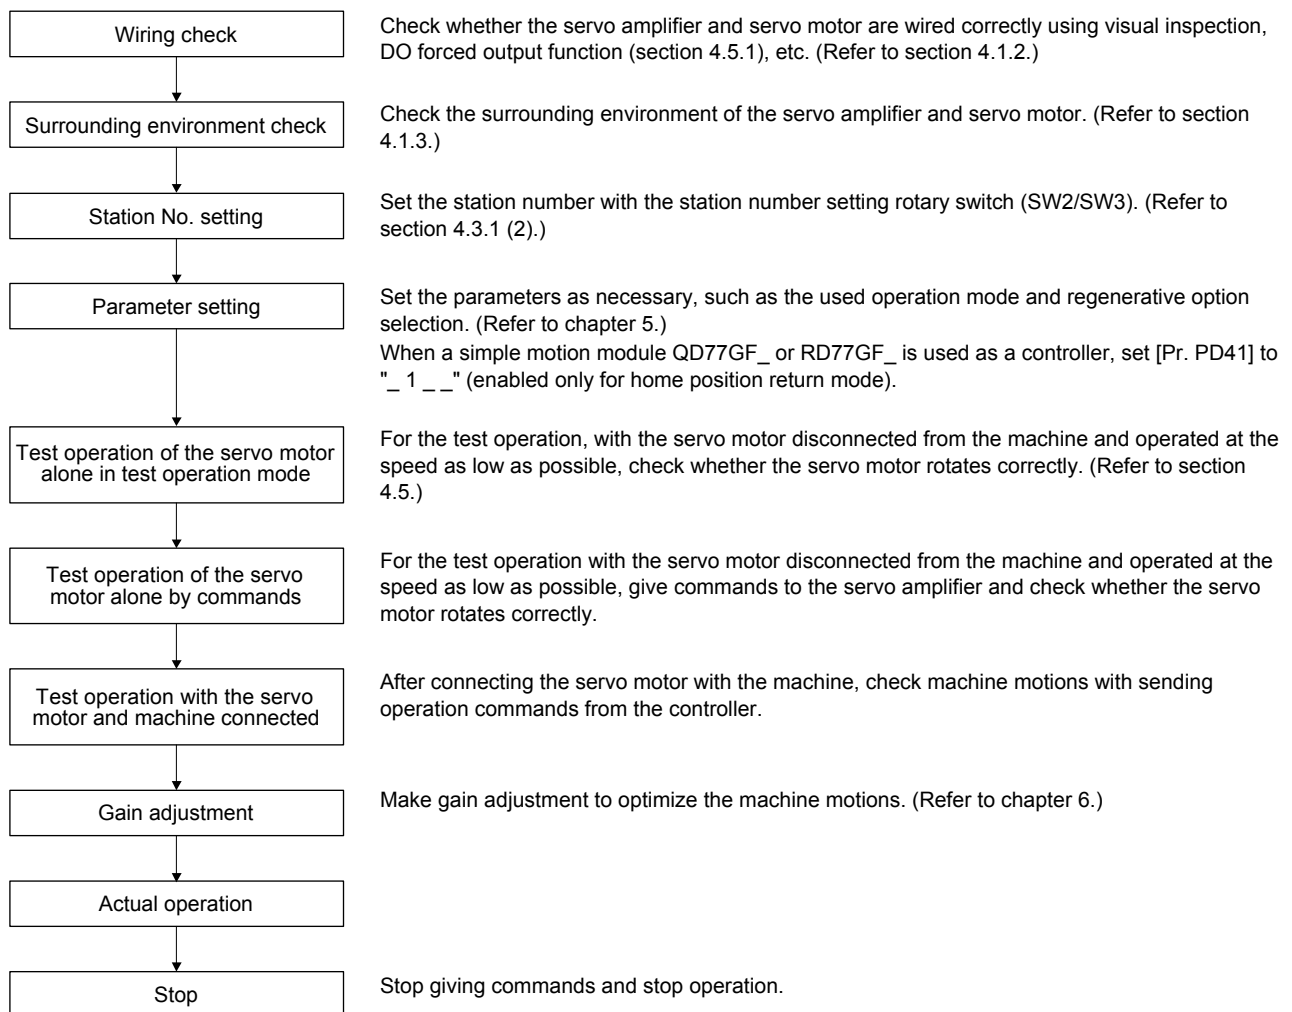 Wiring check
Check whether the servo amplifier and servo motor are wired correctly using visual inspection,
DO forced output function (section 4.5.1), etc. (Refer to section 4.1.2.)
Surrounding environment check
Check the surrounding environment of the servo amplifier and servo motor. (Refer to section
4.1.3.)
Station No. setting
Set the station number with the station number setting rotary switch (SW2/SW3). (Refer to
section 4.3.1 (2).)
Parameter setting
Set the parameters as necessary, such as the used operation mode and regenerative option
selection. (Refer to chapter 5.)
When a simple motion module QD77GF_ or RD77GF_ is used as a controller, set [Pr. PD41] to
"_ 1 _ _" (enabled only for home position return mode).
Test operation of the servo motor
alone in test operation mode
For the test operation, with the servo motor disconnected from the machine and operated at the
speed as low as possible, check whether the servo motor rotates correctly. (Refer to section
4.5.)
Test operation of the servo
motor alone by commands
For the test operation with the servo motor disconnected from the machine and operated at the
speed as low as possible, give commands to the servo amplifier and check whether the servo
motor rotates correctly.
Test operation with the servo
motor and machine connected
After connecting the servo motor with the machine, check machine motions with sending
operation commands from the controller.
Gain adjustment
Make gain adjustment to optimize the machine motions. (Refer to chapter 6.)
Actual operation
Stop
Stop giving commands and stop operation.